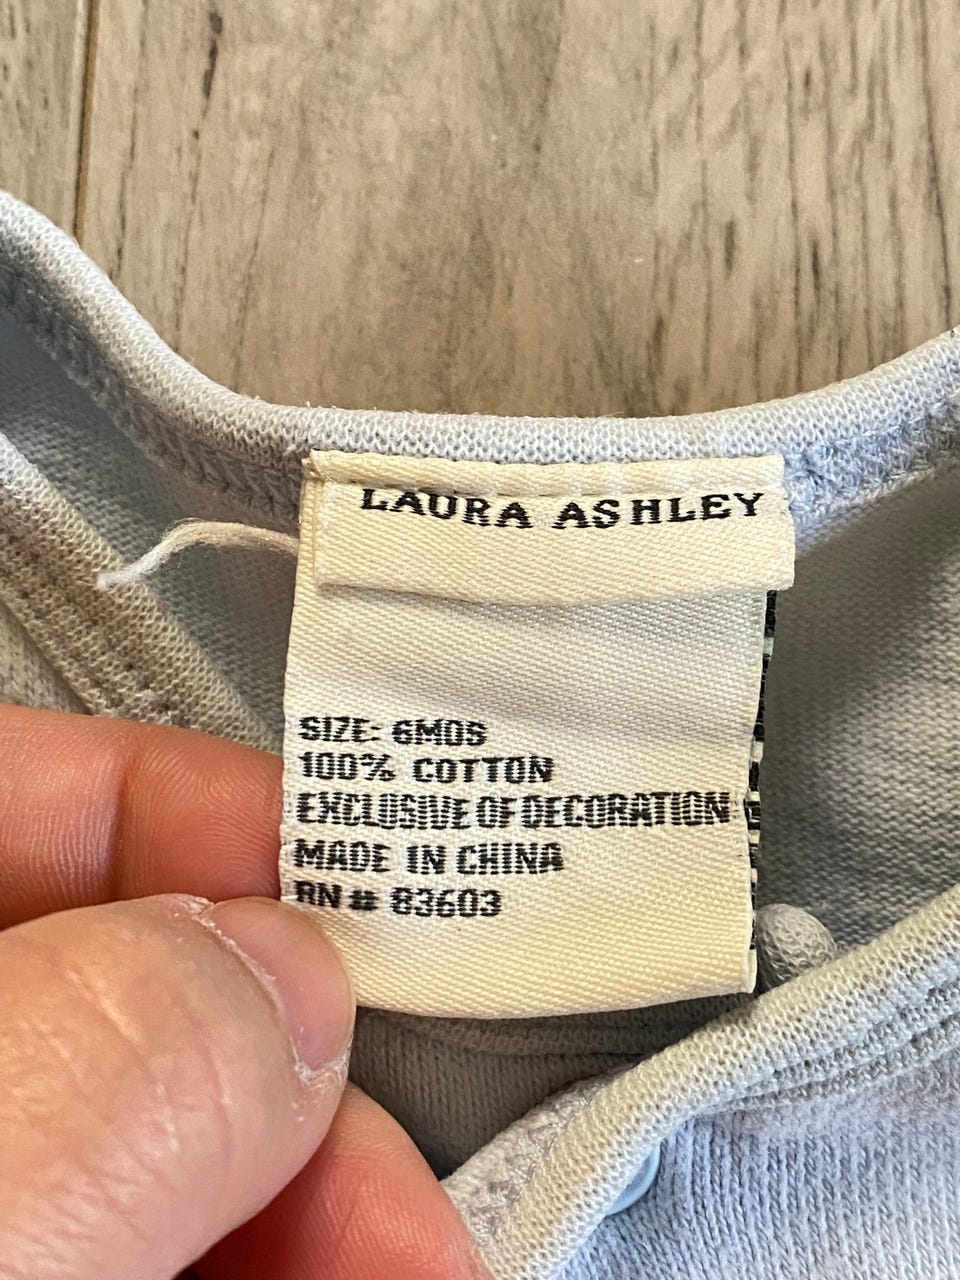 LAURA ASHLEY
SIZE: 6MOS
100% COTTON
EXCLUSIVE OF DECORATION
MADE IN CHINA
RN # 83603